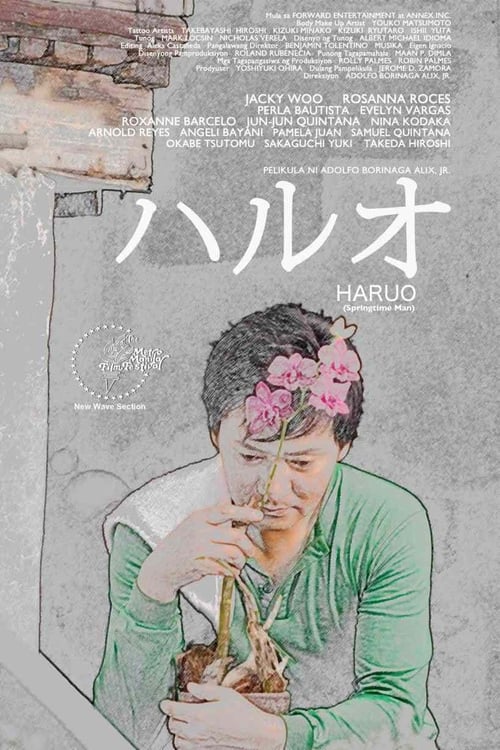 Mula sa FORWARD ENTERTAINMENT at ANNEX.INC.
Body Make Up Artist YOUKO MATSUMOTO
Tattoo Artists TAKEBAYASHI HIROSHI KIZUKI MINAKO KIZUKI RYUTARO ISHII YUTA
Tunog MARK LOCSIN NICHOLAS VERELA Disenyo ng Tunog ALBERT MICHAEL IDIOMA
Editing Aleks Castañeda Pangalawang Direktor BENJAMIN TOLENTINO MUSIKA Eigen Ignacio
Disenyong Pamproduksiyon ROLAND RUBENECIA Punong Tagapamahala MAAN P. DIMLA
Mga Tagapangasiwa ng Produksiyon ROLLY PALMES ROBIN PALMES
Prodyuser YOSHIYUKI OHIRA Dulang Pampelikula JEROME D. ZAMORA
Direksiyon ADOLFO BORINAGA ALIX, JR.
JACKY WOO ROSANNA ROCES
PERLA BAUTISTA EVELYN VARGAS
ROXANNE BARCELO JUN-JUN QUINTANA NINA KODAKA
ARNOLD REYES ANGELI BAYANI PAMELA JUAN SAMUEL QUINTANA
OKABE TSUTOMU SAKAGUCHI YUKI TAKEDA HIROSHI
PELIKULA NI ADOLFO BORINAGA ALIX, JR.
ハルオ
HARUO
(Springtime Man)
Metro
Manila
Film Festival
New Wave Section